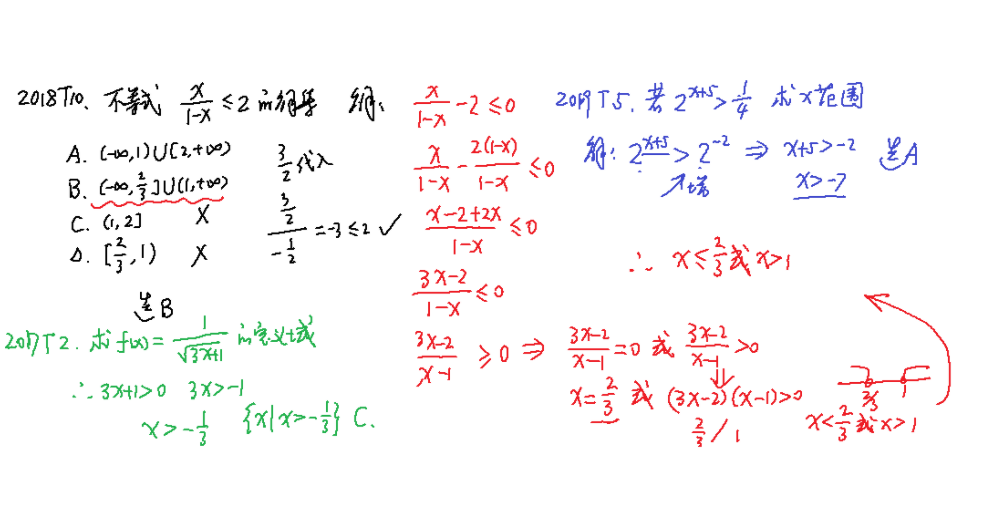 2018T10、不等式 x/(1-x) ≤ 2 的解集 解:
A. (-∞,1)∪[2,+∞)
B. (-∞,2/3]∪(1,+∞)
C. (1,2] X
D. [2/3,1) X
3/2 代入
(3/2)/(-1/2) = -3 ≤ 2 ✓
选B
x/(1-x) - 2 ≤ 0
x/(1-x) - 2(1-x)/(1-x) ≤ 0
(x-2+2x)/(1-x) ≤ 0
(3x-2)/(1-x) ≤ 0
(3x-2)/(x-1) ≥ 0 ⇒ (3x-2)/(x-1) = 0 或 (3x-2)/(x-1) > 0
x = 2/3 或 (3x-2)(x-1)>0
2/3 / 1
2/3 1
x<2/3 或 x>1
∴ x ≤ 2/3 或 x>1
2019T5. 若 2^(x+5) > 1/4 求x范围
解: 2^(x+5) > 2^(-2) ⇒ x+5>-2 选A
↗增 x>-7
2017T2. 求 f(x) = 1/√(3x+1) 的定义域
∴ 3x+1>0 3x>-1
x>-1/3 {x|x>-1/3} C.